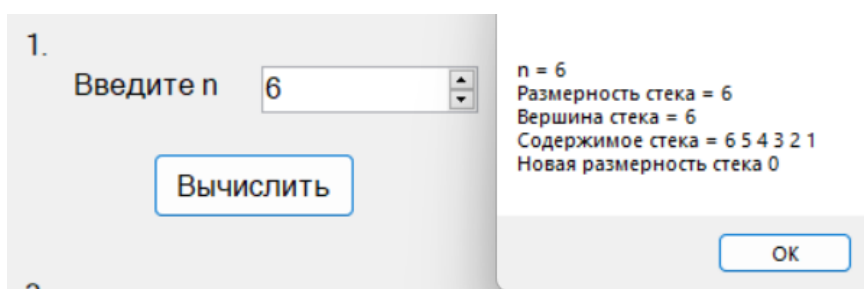 1.
Введите n 6
Вычислить
n = 6
Размерность стека = 6
Вершина стека = 6
Содержимое стека = 6 5 4 3 2 1
Новая размерность стека 0
OK